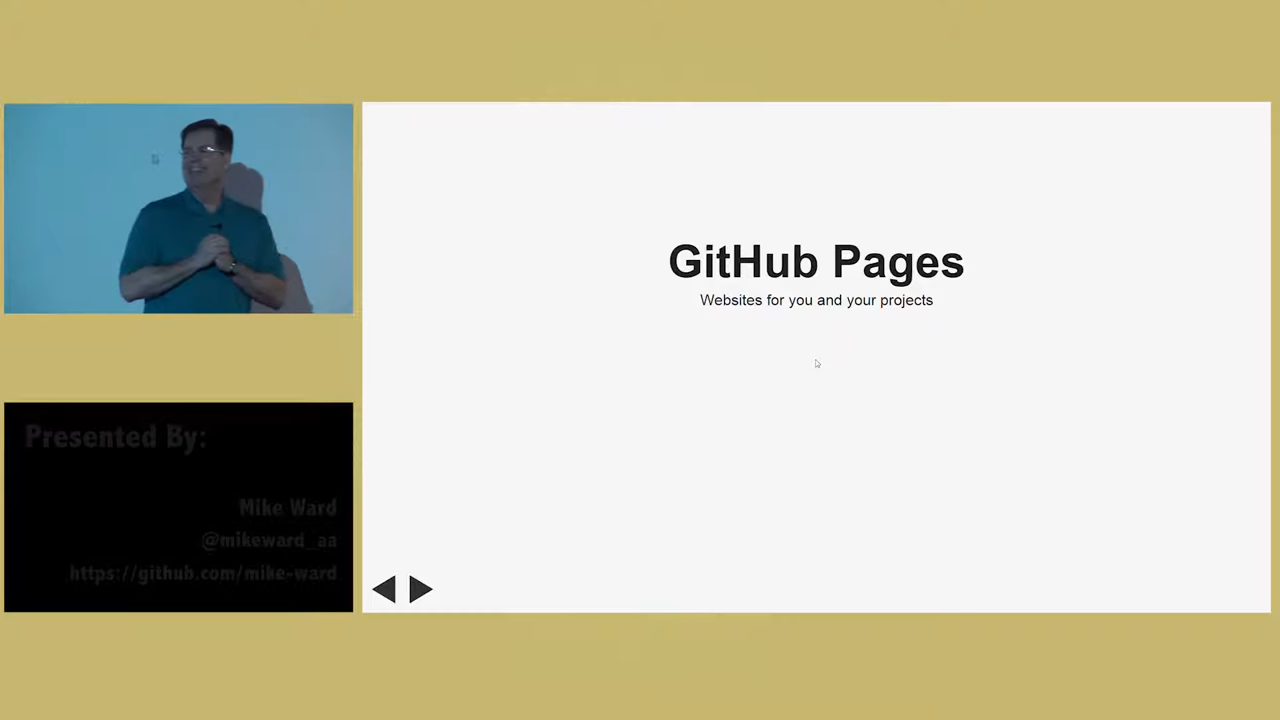 GitHub Pages
Websites for you and your projects
Presented By:
Mike Ward
@mikeward_aa
https://github.com/mike-ward